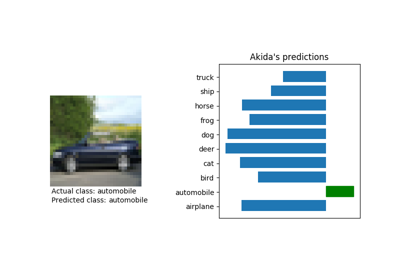 Akida's predictions
truck
ship
horse
frog
dog
deer
cat
bird
automobile
airplane
Actual class: automobile
Predicted class: automobile